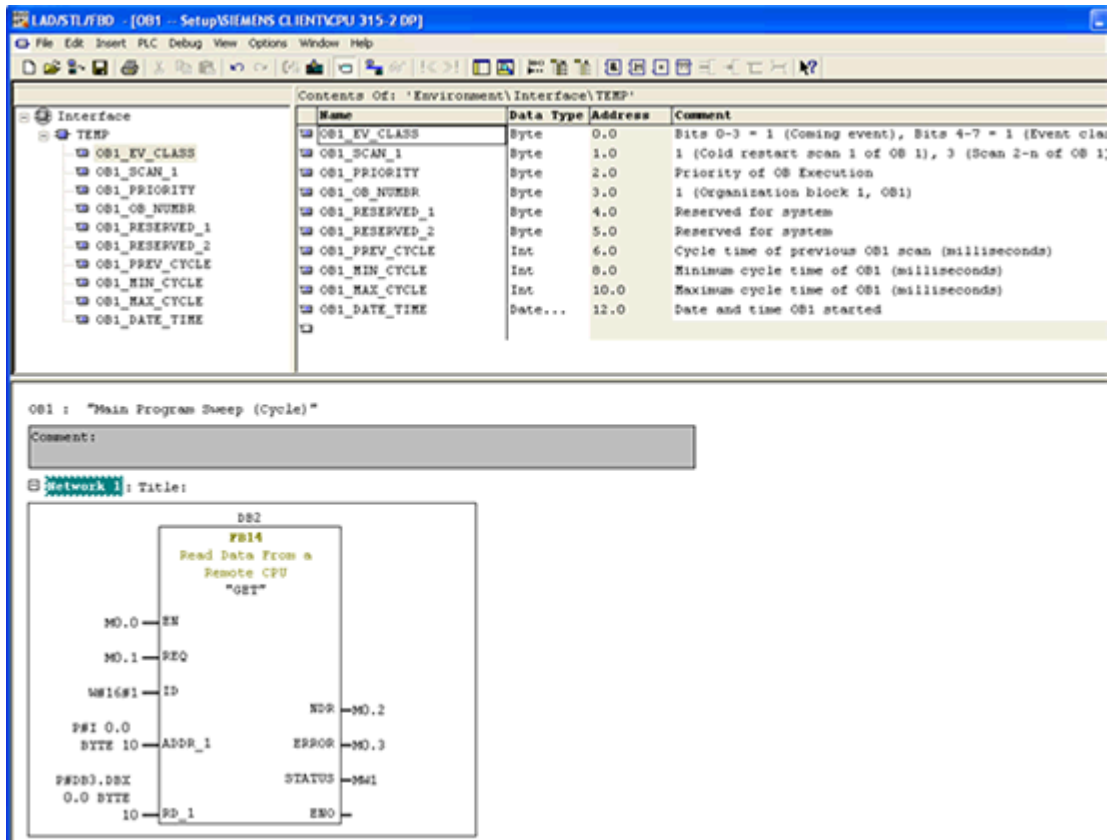 LAD/STL/FBD - [OB1 -- Setup\SIEMENS CLIENT\CPU 315-2 DP]
File Edit Insert PLC Debug View Options Window Help
Contents Of: 'Environment\Interface\TEMP'
Interface
TEMP
OB1_EV_CLASS
OB1_SCAN_1
OB1_PRIORITY
OB1_OB_NUMBR
OB1_RESERVED_1
OB1_RESERVED_2
OB1_PREV_CYCLE
OB1_MIN_CYCLE
OB1_MAX_CYCLE
OB1_DATE_TIME
Name Data Type Address Comment
OB1_EV_CLASS Byte 0.0 Bits 0-3 = 1 (Coming event), Bits 4-7 = 1 (Event clas
OB1_SCAN_1 Byte 1.0 1 (Cold restart scan 1 of OB 1), 3 (Scan 2-n of OB 1)
OB1_PRIORITY Byte 2.0 Priority of OB Execution
OB1_OB_NUMBR Byte 3.0 1 (Organization block 1, OB1)
OB1_RESERVED_1 Byte 4.0 Reserved for system
OB1_RESERVED_2 Byte 5.0 Reserved for system
OB1_PREV_CYCLE Int 6.0 Cycle time of previous OB1 scan (milliseconds)
OB1_MIN_CYCLE Int 8.0 Minimum cycle time of OB1 (milliseconds)
OB1_MAX_CYCLE Int 10.0 Maximum cycle time of OB1 (milliseconds)
OB1_DATE_TIME Date... 12.0 Date and time OB1 started
OB1 : "Main Program Sweep (Cycle)"
Comment:
Network 1: Title:
DB2
FB14
Read Data From a
Remote CPU
"GET"
M0.0 EN
M0.1 REQ
W#16#1 ID
NDR M0.2
P#I 0.0
BYTE 10 ADDR_1 ERROR M0.3
P#DB3.DBX STATUS MW1
0.0 BYTE
10 RD_1 ENO